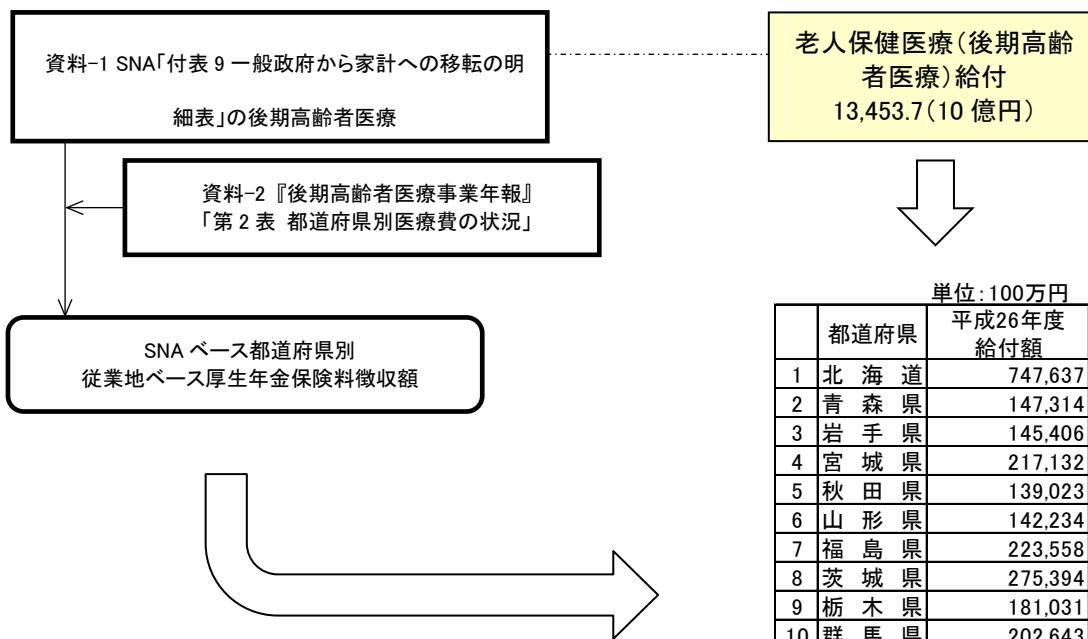 資料-1 SNA「付表 9 一般政府から家計への移転の明
細表」の後期高齢者医療
老人保健医療（後期高齢
者医療）給付
13,453.7（10 億円）
資料-2 『後期高齢者医療事業年報』
「第 2 表 都道府県別医療費の状況」
SNA ベース都道府県別
従業地ベース厚生年金保険料徴収額
単位：100万円
都道府県 平成26年度
給付額
1 北 海 道 747,637
2 青 森 県 147,314
3 岩 手 県 145,406
4 宮 城 県 217,132
5 秋 田 県 139,023
6 山 形 県 142,234
7 福 島 県 223,558
8 茨 城 県 275,394
9 栃 木 県 181,031
10 群 馬 県 202,643